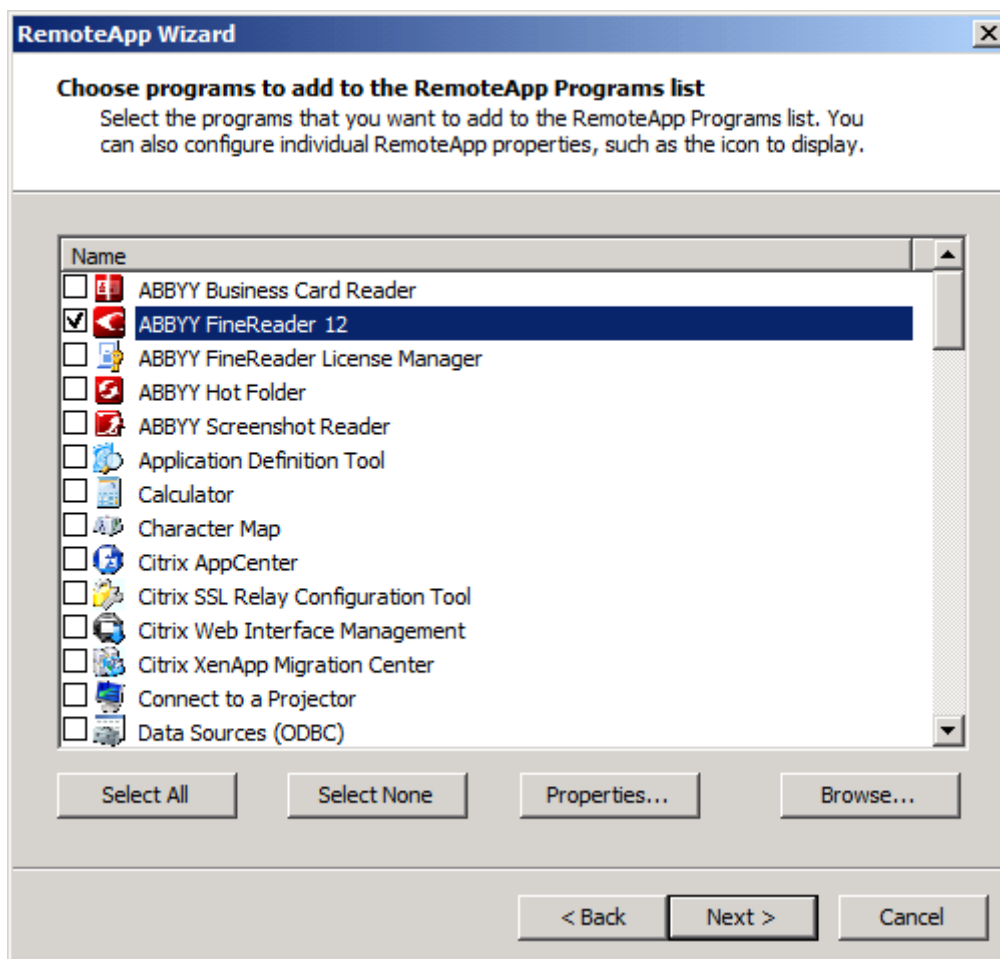 RemoteApp Wizard
Choose programs to add to the RemoteApp Programs list
Select the programs that you want to add to the RemoteApp Programs list. You
can also configure individual RemoteApp properties, such as the icon to display.
Name
ABBYY Business Card Reader
ABBYY FineReader 12
ABBYY FineReader License Manager
ABBYY Hot Folder
ABBYY Screenshot Reader
Application Definition Tool
Calculator
Character Map
Citrix AppCenter
Citrix SSL Relay Configuration Tool
Citrix Web Interface Management
Citrix XenApp Migration Center
Connect to a Projector
Data Sources (ODBC)
Select All Select None Properties... Browse...
< Back Next > Cancel